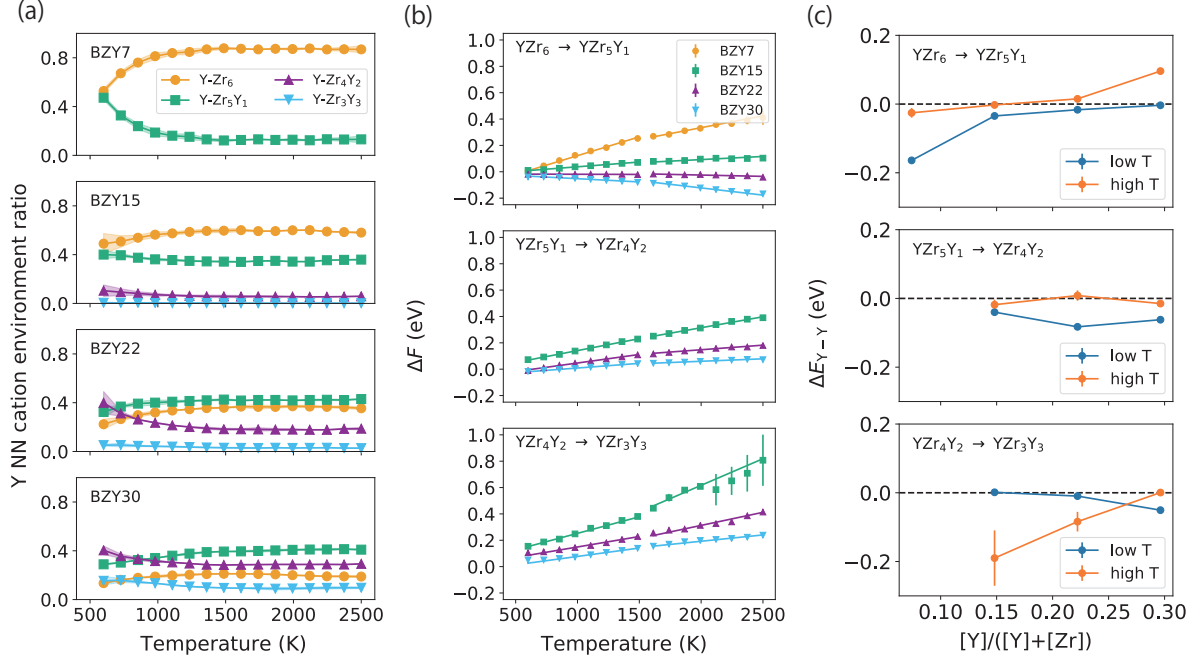 (a)
BZY7
Y-Zr6
Y-Zr5Y1
Y-Zr4Y2
Y-Zr3Y3
0.8
0.4
0.0
BZY15
0.8
0.4
0.0
BZY22
0.8
0.4
0.0
BZY30
0.8
0.4
0.0
500
1000
1500
2000
2500
Temperature (K)
Y NN cation environment ratio
(b)
YZr6 → YZr5Y1
BZY7
BZY15
BZY22
BZY30
1.0
0.8
0.6
0.4
0.2
0.0
−0.2
YZr5Y1 → YZr4Y2
1.0
0.8
0.6
0.4
0.2
0.0
−0.2
YZr4Y2 → YZr3Y3
1.0
0.8
0.6
0.4
0.2
0.0
−0.2
500
1000
1500
2000
2500
Temperature (K)
ΔF (eV)
(c)
YZr6 → YZr5Y1
low T
high T
0.2
0.0
−0.2
YZr5Y1 → YZr4Y2
low T
high T
0.2
0.0
−0.2
YZr4Y2 → YZr3Y3
low T
high T
0.2
0.0
−0.2
0.10
0.15
0.20
0.25
0.30
[Y]/([Y]+[Zr])
ΔEY−Y (eV)